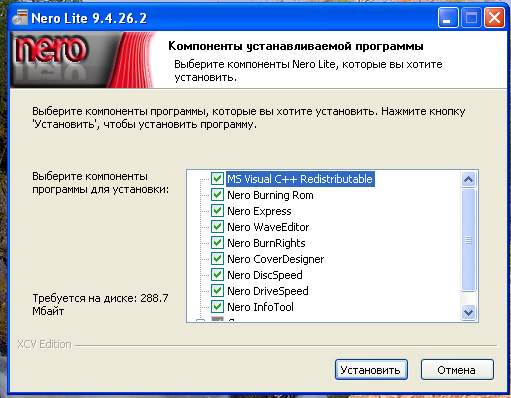 Nero Lite 9.4.26.2
nero
Компоненты устанавливаемой программы
Выберите компоненты Nero Lite, которые вы хотите
установить.
Выберите компоненты программы, которые вы хотите установить. Нажмите кнопку
'Установить', чтобы установить программу.
Выберите компоненты
программы для установки:
MS Visual C++ Redistributable
Nero Burning Rom
Nero Express
Nero WaveEditor
Nero BurnRights
Nero CoverDesigner
Nero DiscSpeed
Nero DriveSpeed
Nero InfoTool
Требуется на диске: 288.7
Мбайт
XCV Edition
Установить
Отмена